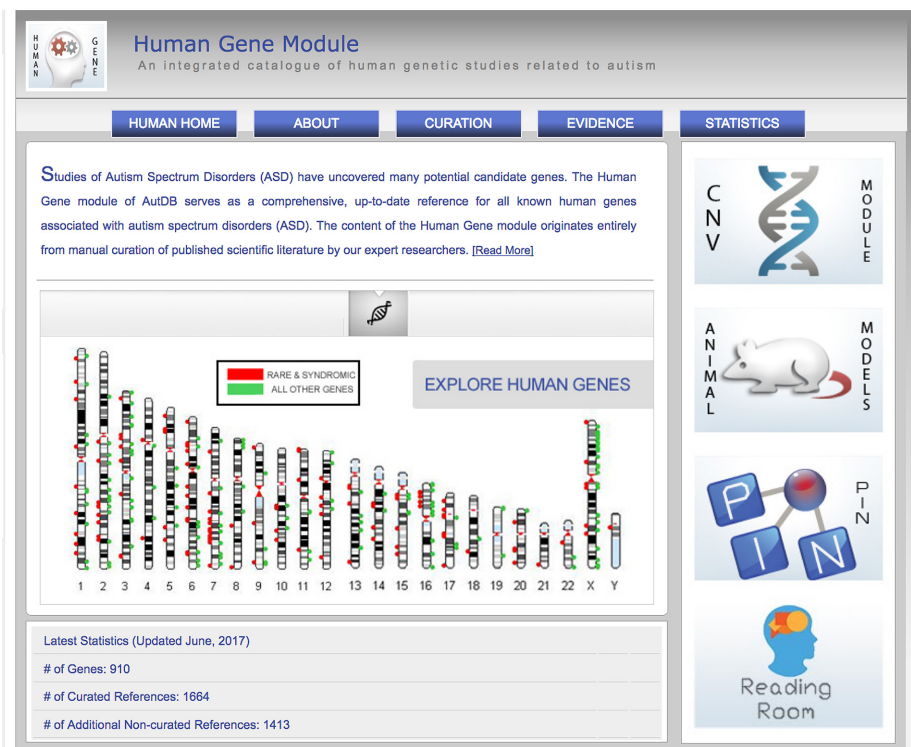 HUMAN
GENE
Human Gene Module
An integrated catalogue of human genetic studies related to autism
HUMAN HOME
ABOUT
CURATION
EVIDENCE
STATISTICS
Studies of Autism Spectrum Disorders (ASD) have uncovered many potential candidate genes. The Human
Gene module of AutDB serves as a comprehensive, up-to-date reference for all known human genes
associated with autism spectrum disorders (ASD). The content of the Human Gene module originates entirely
from manual curation of published scientific literature by our expert researchers. [Read More]
RARE & SYNDROMIC
ALL OTHER GENES
EXPLORE HUMAN GENES
1 2 3 4 5 6 7 8 9 10 11 12 13 14 15 16 17 18 19 20 21 22 X Y
Latest Statistics (Updated June, 2017)
# of Genes: 910
# of Curated References: 1664
# of Additional Non-curated References: 1413
CNV
MODULE
ANIMAL
MODELS
PIN
PIN
Reading
Room